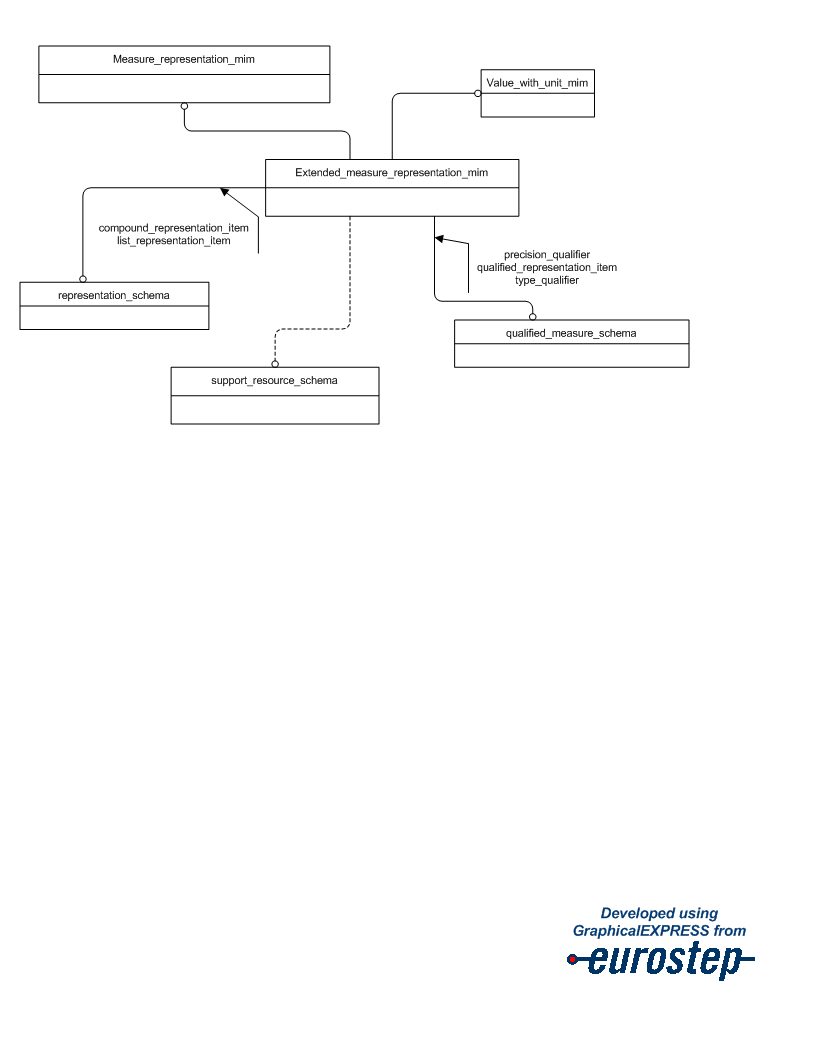 Measure_representation_mim
Value_with_unit_mim
Extended_measure_representation_mim
compound_representation_item
list_representation_item
precision_qualifier
qualified_representation_item
type_qualifier
representation_schema
qualified_measure_schema
support_resource_schema
Developed using
GraphicalEXPRESS from
eurostep